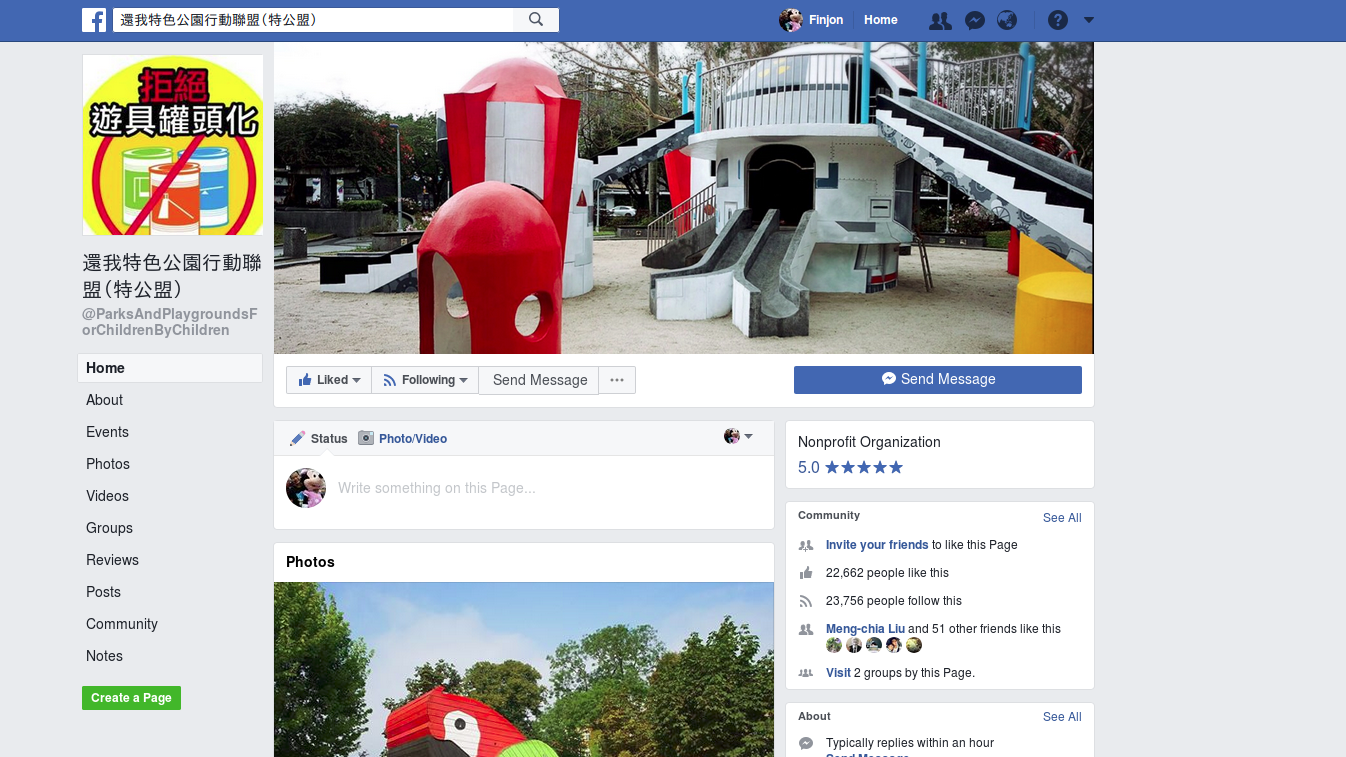 還我特色公園行動聯盟(特公盟)
Finjon
Home
拒絕
遊具罐頭化
還我特色公園行動聯
盟(特公盟)
@ParksAndPlaygroundsF
orChildrenByChildren
Home
About
Events
Photos
Videos
Groups
Reviews
Posts
Community
Notes
Create a Page
Liked
Following
Send Message
Send Message
Status
Photo/Video
Write something on this Page...
Photos
Nonprofit Organization
5.0
Community
See All
Invite your friends to like this Page
22,662 people like this
23,756 people follow this
Meng-chia Liu and 51 other friends like this
Visit 2 groups by this Page.
About
See All
Typically replies within an hour
Send Message